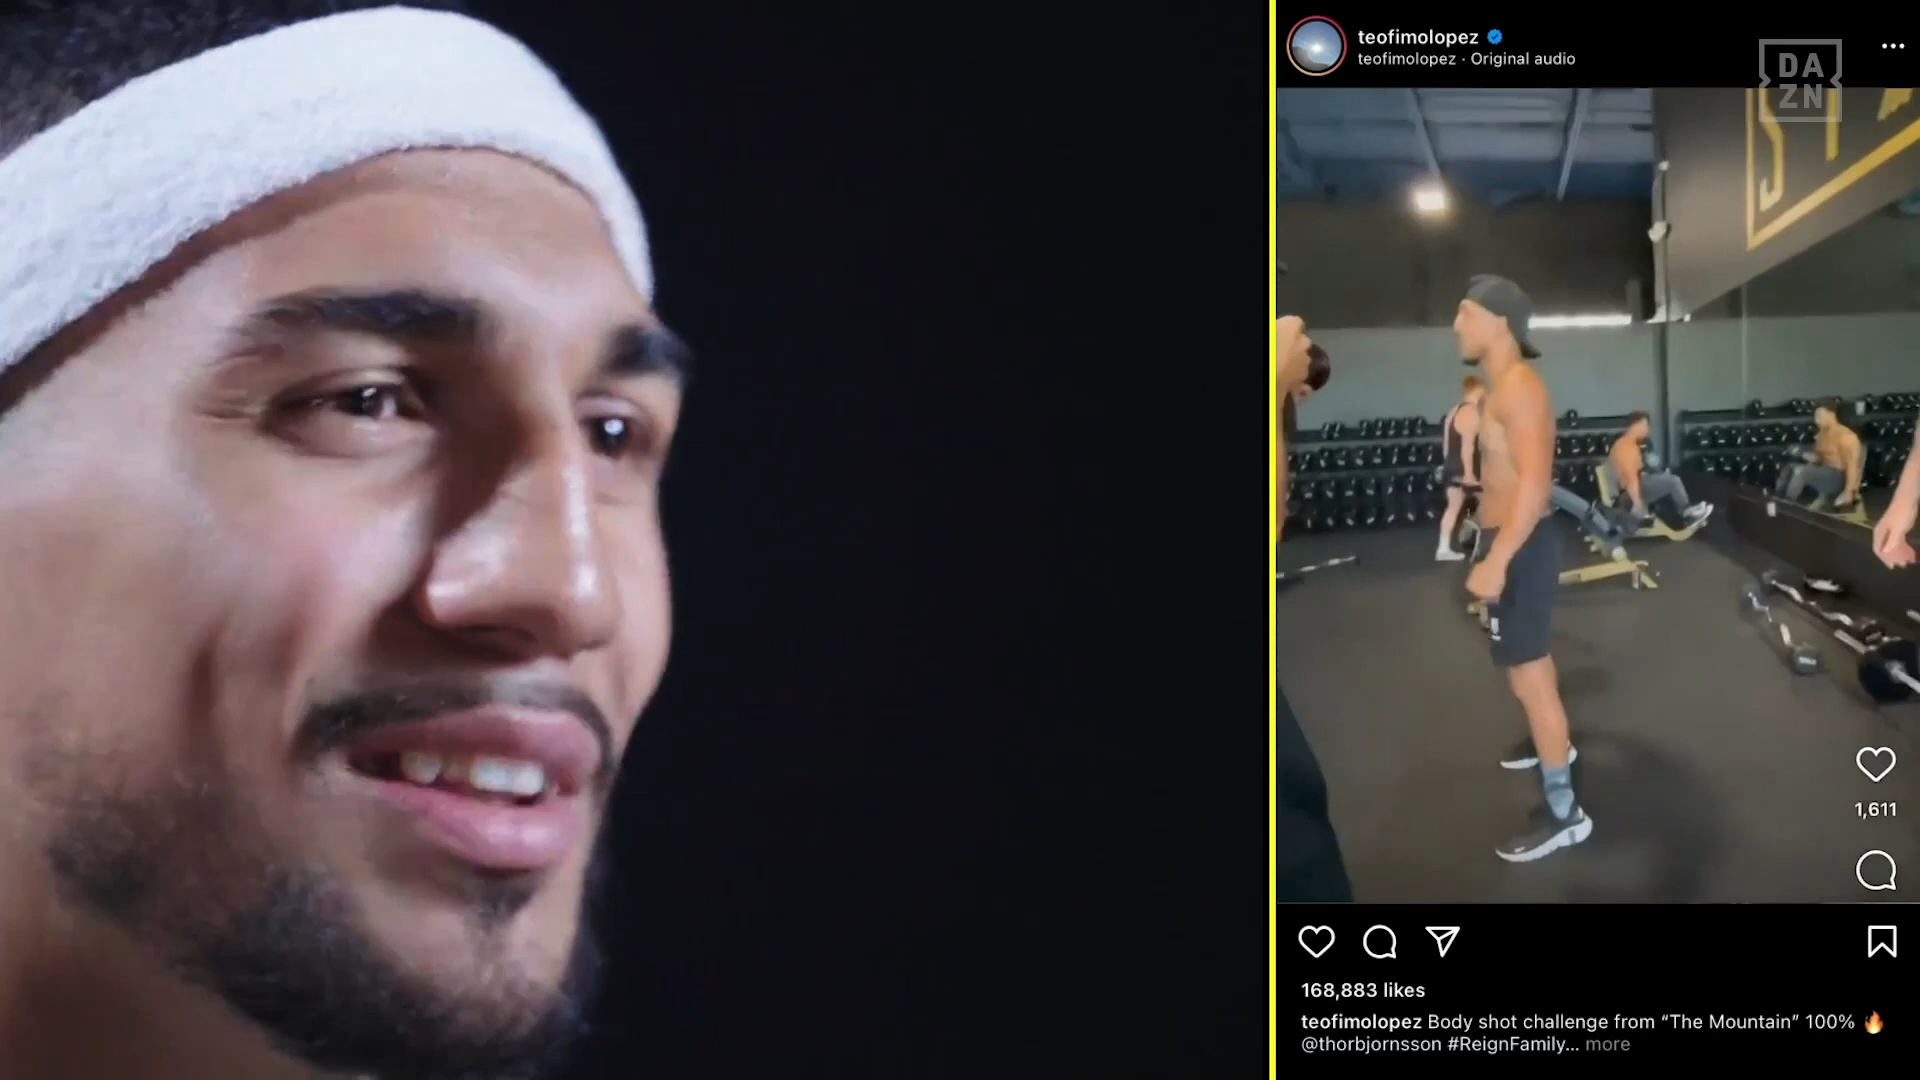 teofimolopez
teofimolopez · Original audio
DA
ZN
1,611
168,883 likes
teofimolopez Body shot challenge from “The Mountain” 100% 🔥
@thorbjornsson #ReignFamily... more